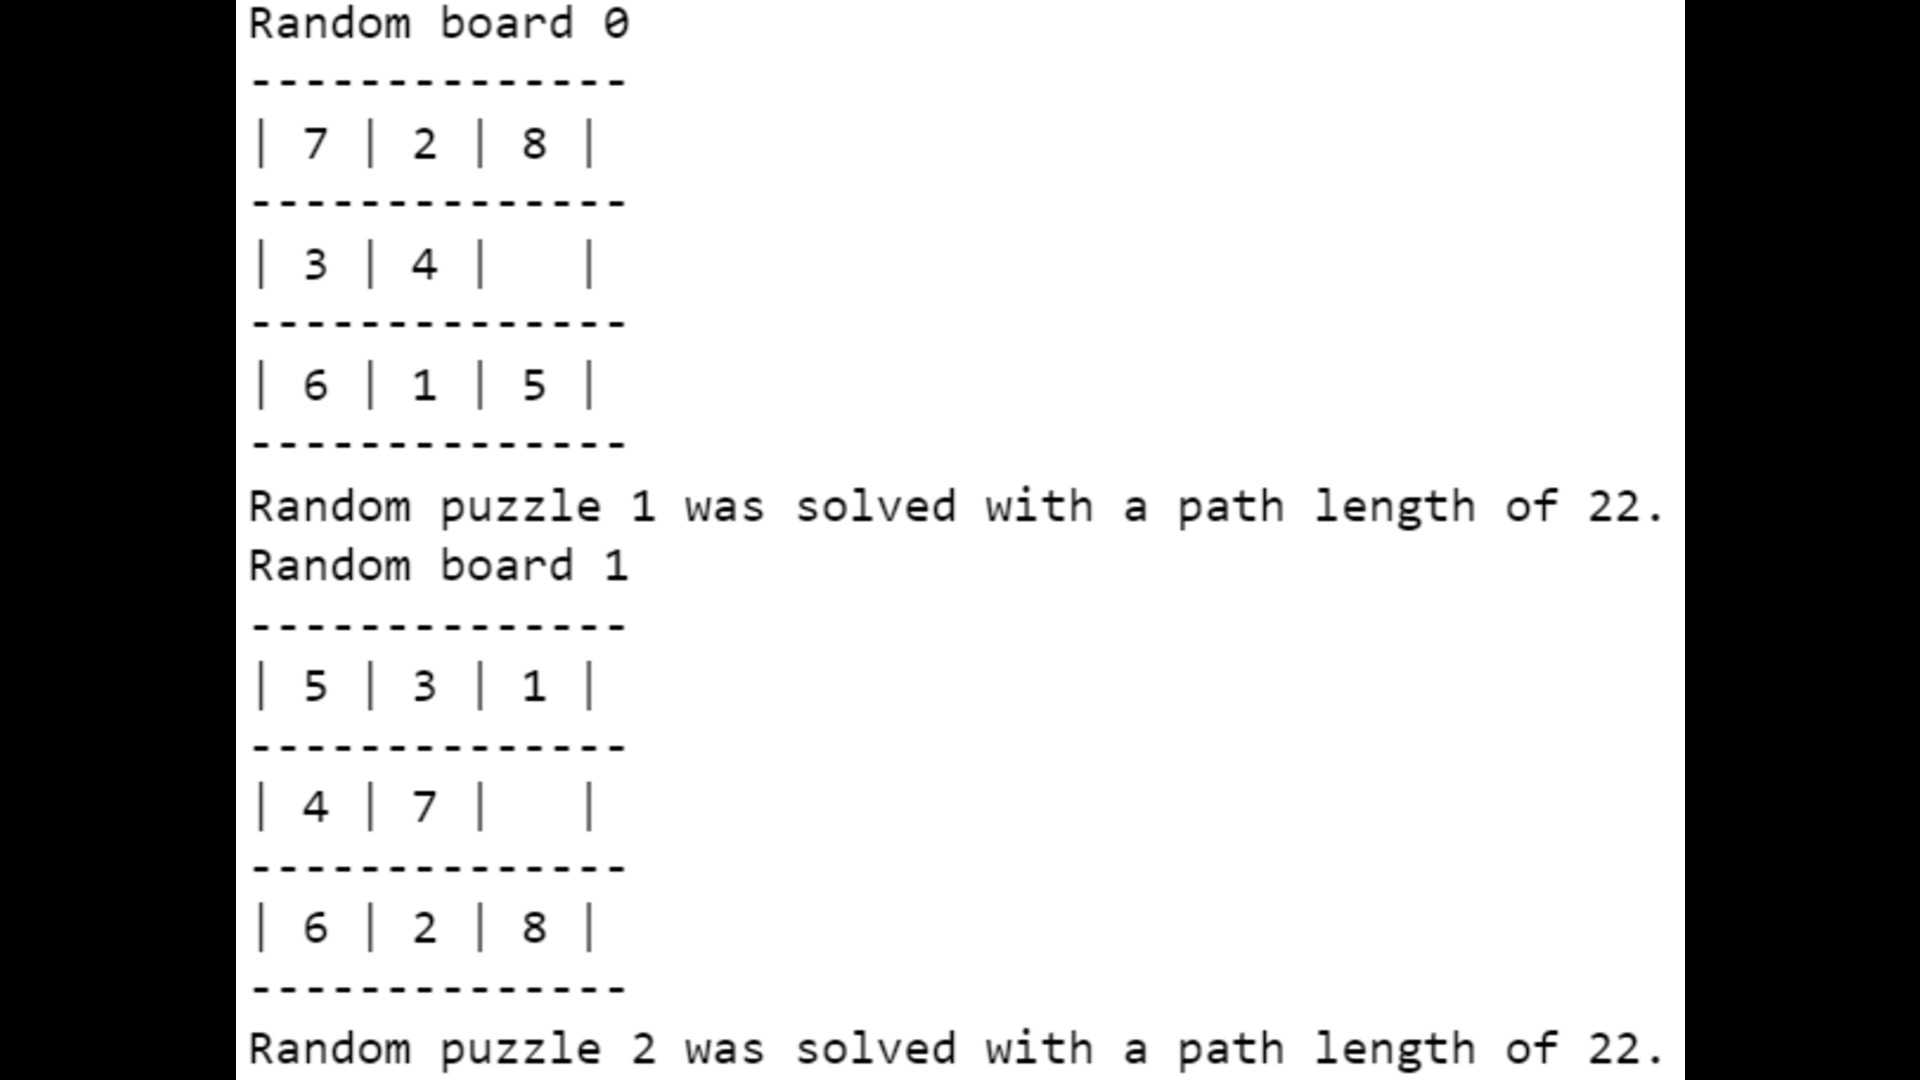 Random board 0
--------------
| 7 | 2 | 8 |
--------------
| 3 | 4 |   |
--------------
| 6 | 1 | 5 |
--------------
Random puzzle 1 was solved with a path length of 22.
Random board 1
--------------
| 5 | 3 | 1 |
--------------
| 4 | 7 |   |
--------------
| 6 | 2 | 8 |
--------------
Random puzzle 2 was solved with a path length of 22.